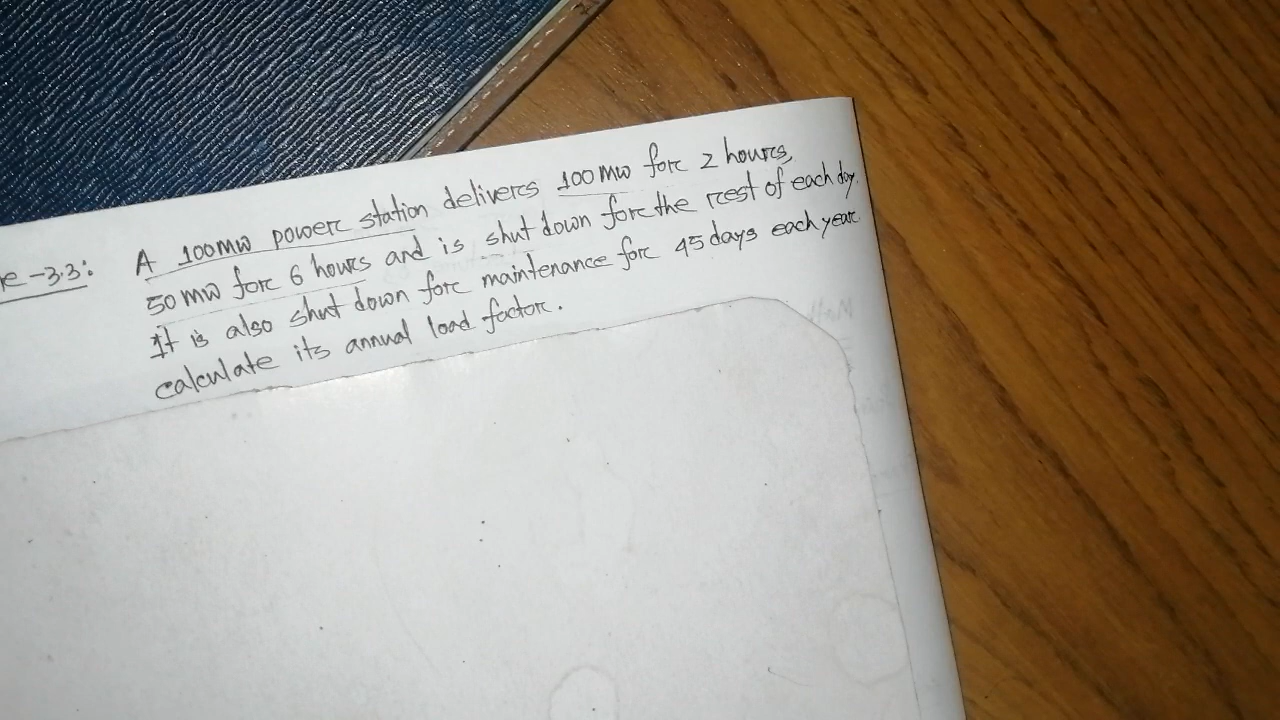 e -3.3: A 100MW power station delivers 100MW for 2 hours,
50 MW for 6 hours and is shut down for the rest of each day.
It is also shut down for maintenance for 45 days each year.
calculate its annual load factor.